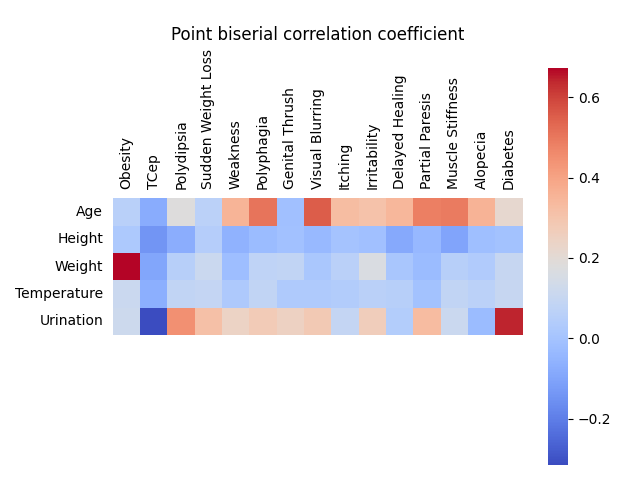 Point biserial correlation coefficient
Obesity
TCep
Polydipsia
Sudden Weight Loss
Weakness
Polyphagia
Genital Thrush
Visual Blurring
Itching
Irritability
Delayed Healing
Partial Paresis
Muscle Stiffness
Alopecia
Diabetes
Age
Height
Weight
Temperature
Urination
0.6
0.4
0.2
0.0
−0.2